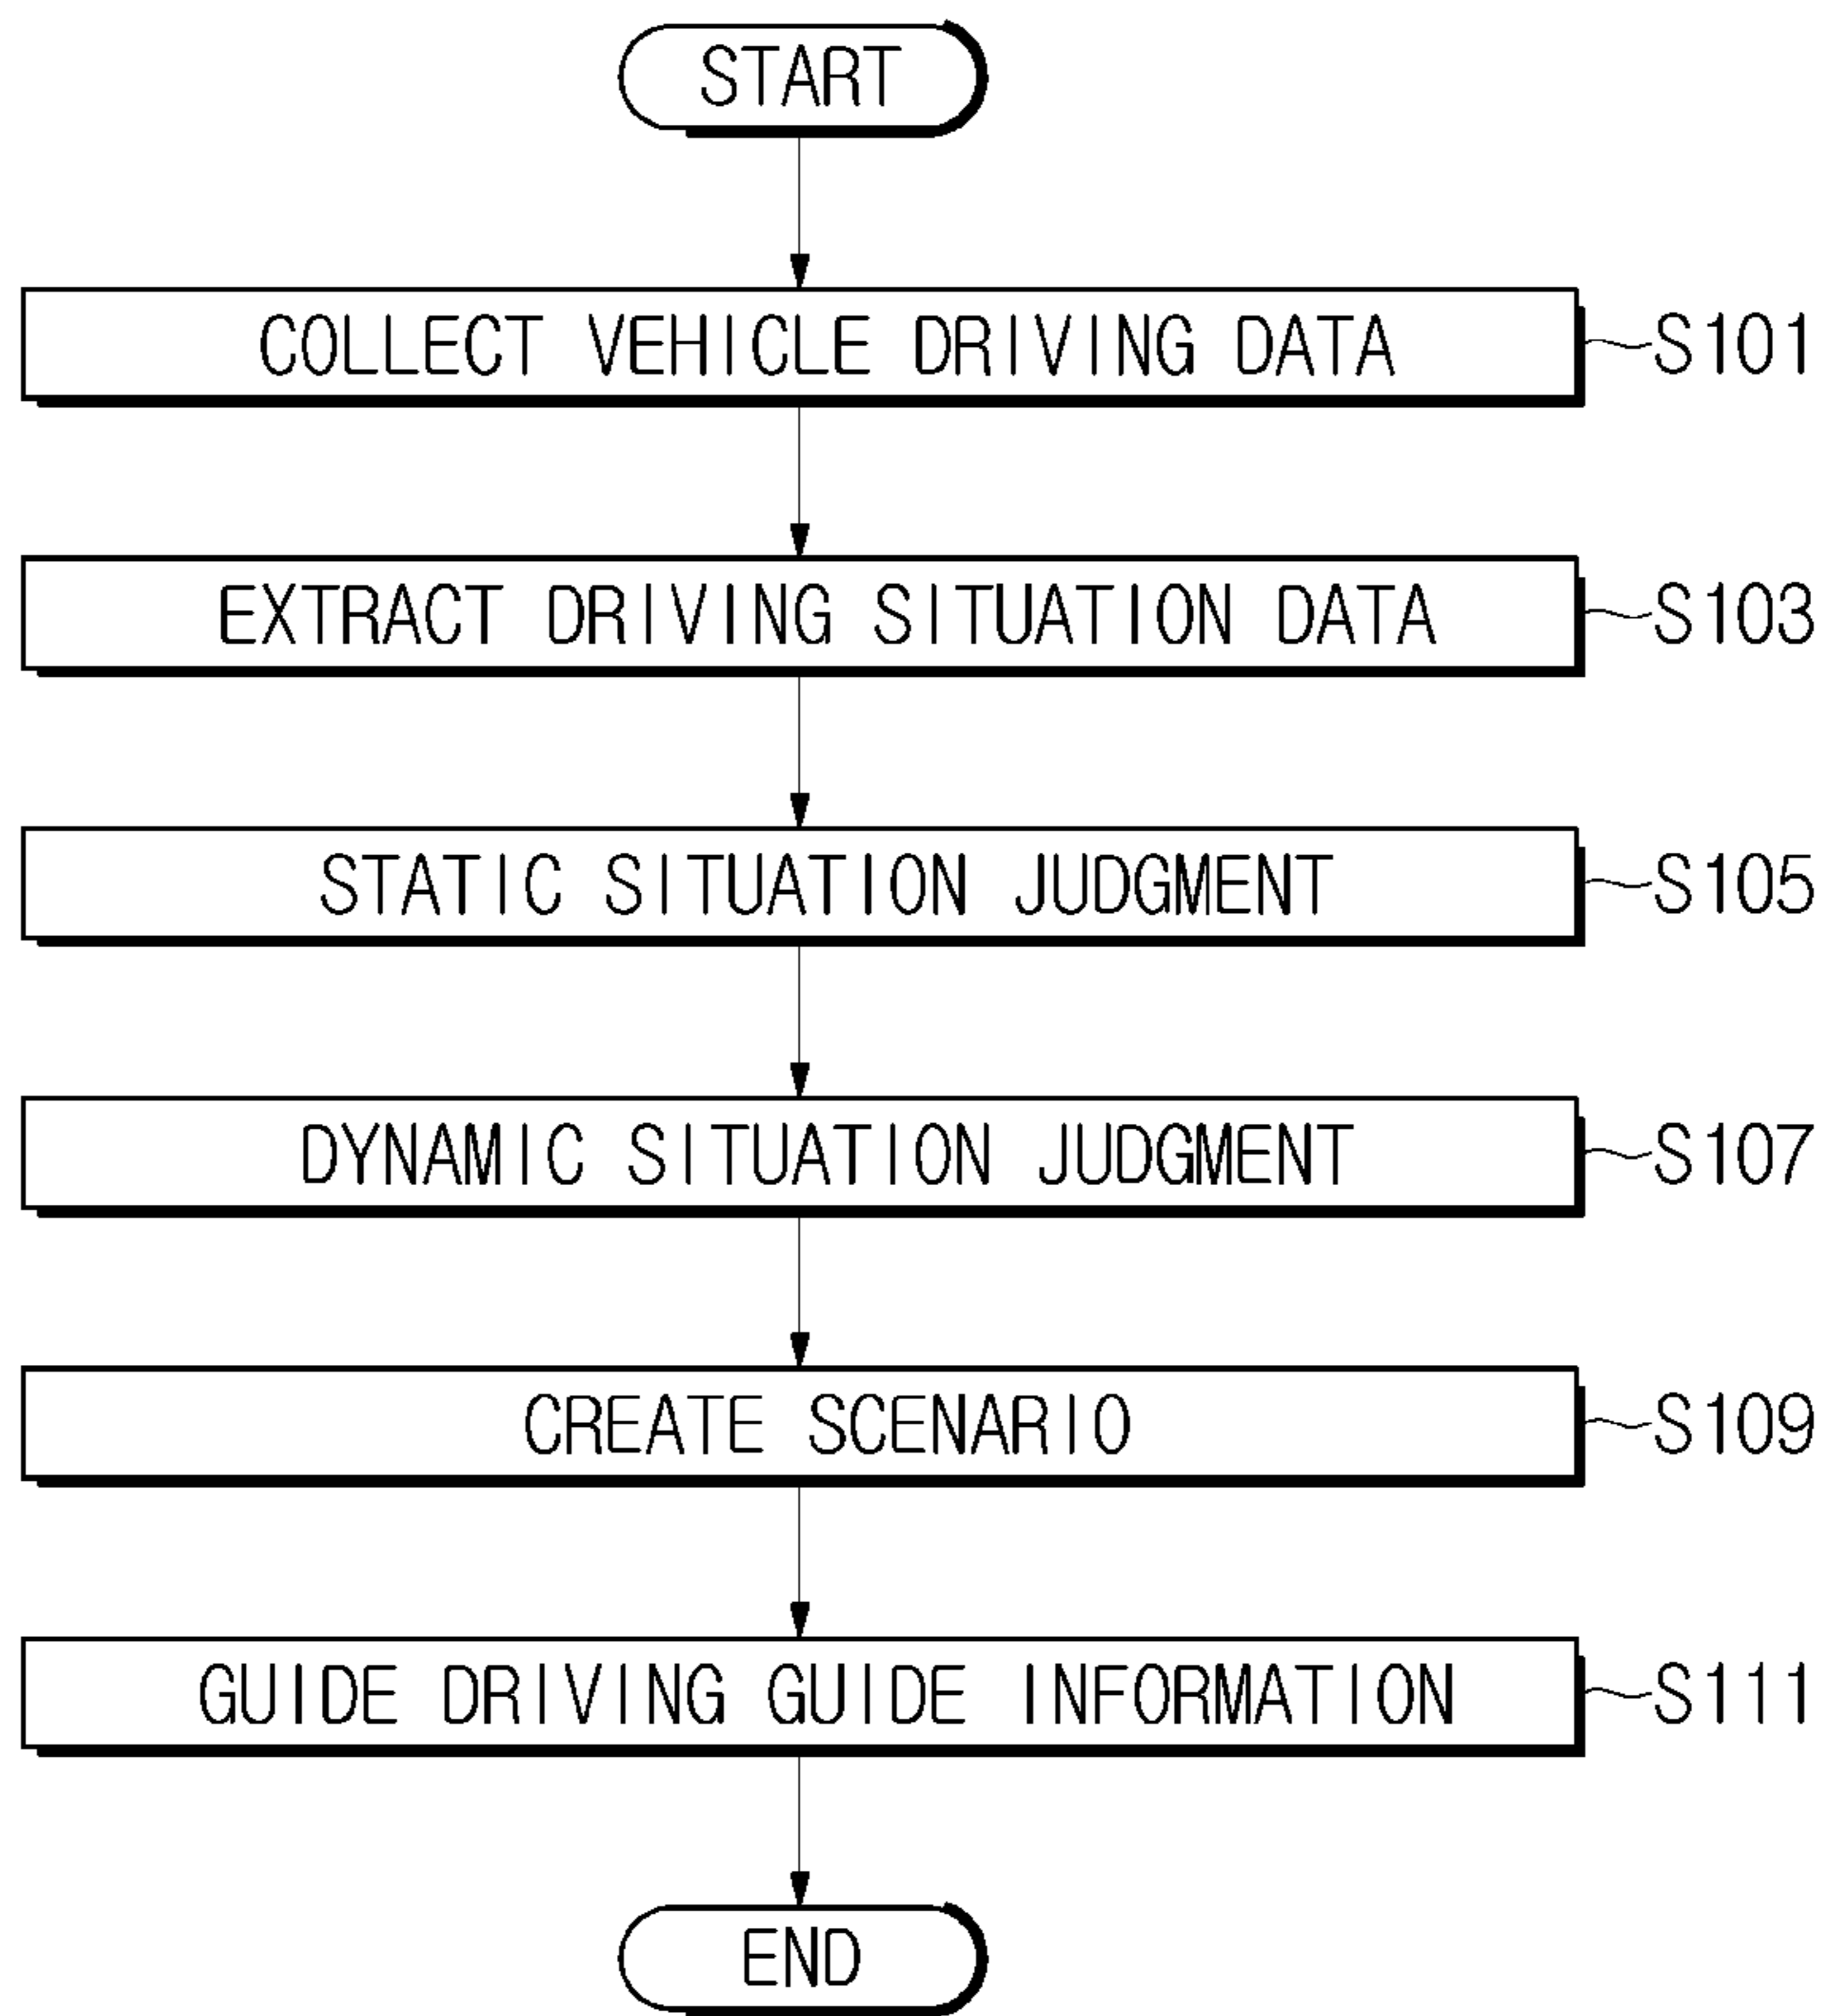 START
COLLECT VEHICLE DRIVING DATA S101
EXTRACT DRIVING SITUATION DATA S103
STATIC SITUATION JUDGMENT S105
DYNAMIC SITUATION JUDGMENT S107
CREATE SCENARIO S109
GUIDE DRIVING GUIDE INFORMATION S111
END